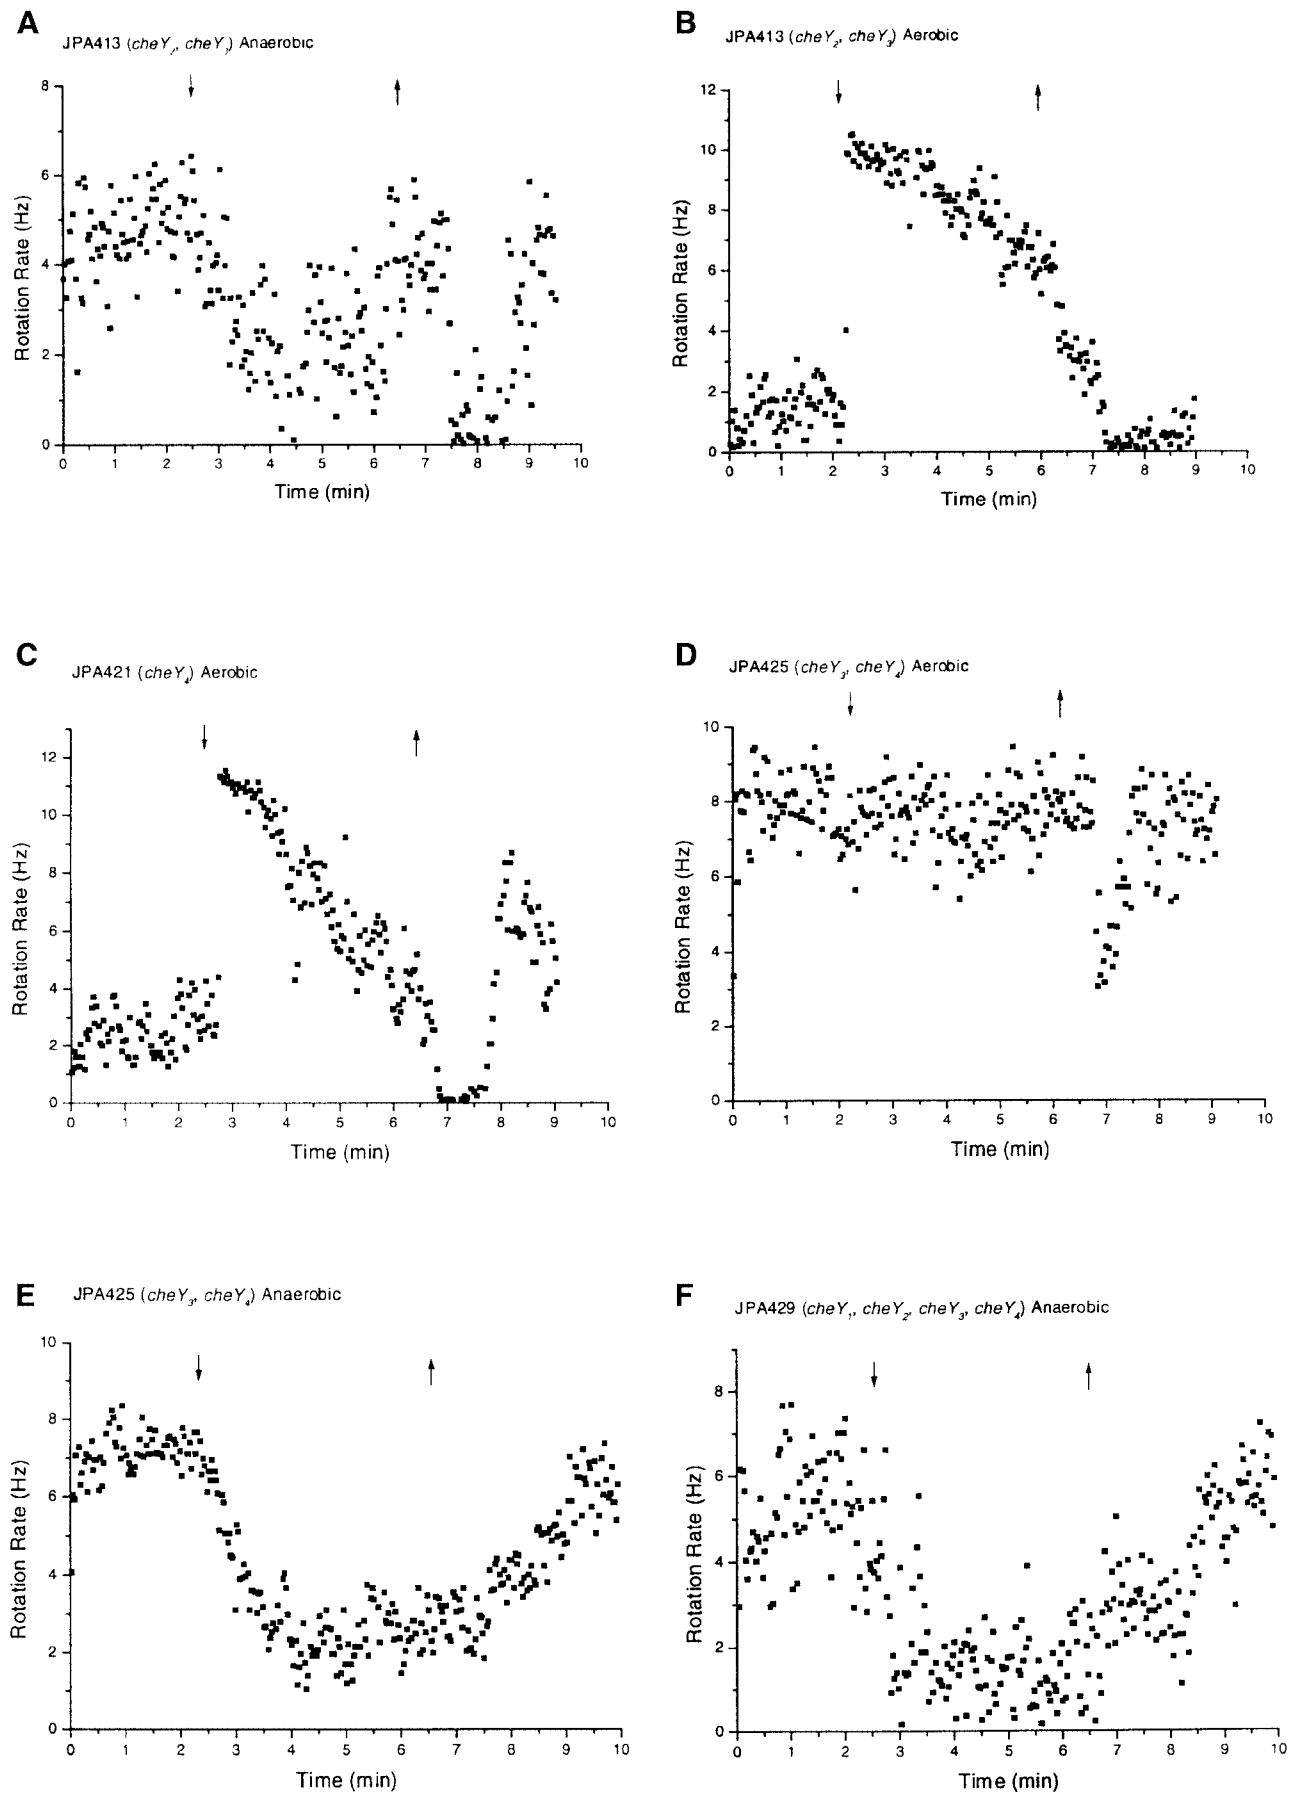 A
JPA413 (cheY2, cheY3) Anaerobic
8
6
4
2
0
0 1 2 3 4 5 6 7 8 9 10
Rotation Rate (Hz)
Time (min)
B
JPA413 (cheY2, cheY3) Aerobic
12
10
8
6
4
2
0
0 1 2 3 4 5 6 7 8 9 10
Rotation Rate (Hz)
Time (min)
C
JPA421 (cheY4) Aerobic
12
10
8
6
4
2
0
0 1 2 3 4 5 6 7 8 9 10
Rotation Rate (Hz)
Time (min)
D
JPA425 (cheY3, cheY4) Aerobic
10
8
6
4
2
0
0 1 2 3 4 5 6 7 8 9 10
Rotation Rate (Hz)
Time (min)
E
JPA425 (cheY3, cheY4) Anaerobic
10
8
6
4
2
0
0 1 2 3 4 5 6 7 8 9 10
Rotation Rate (Hz)
Time (min)
F
JPA429 (cheY1, cheY2, cheY3, cheY4) Anaerobic
8
6
4
2
0
0 1 2 3 4 5 6 7 8 9 10
Rotation Rate (Hz)
Time (min)